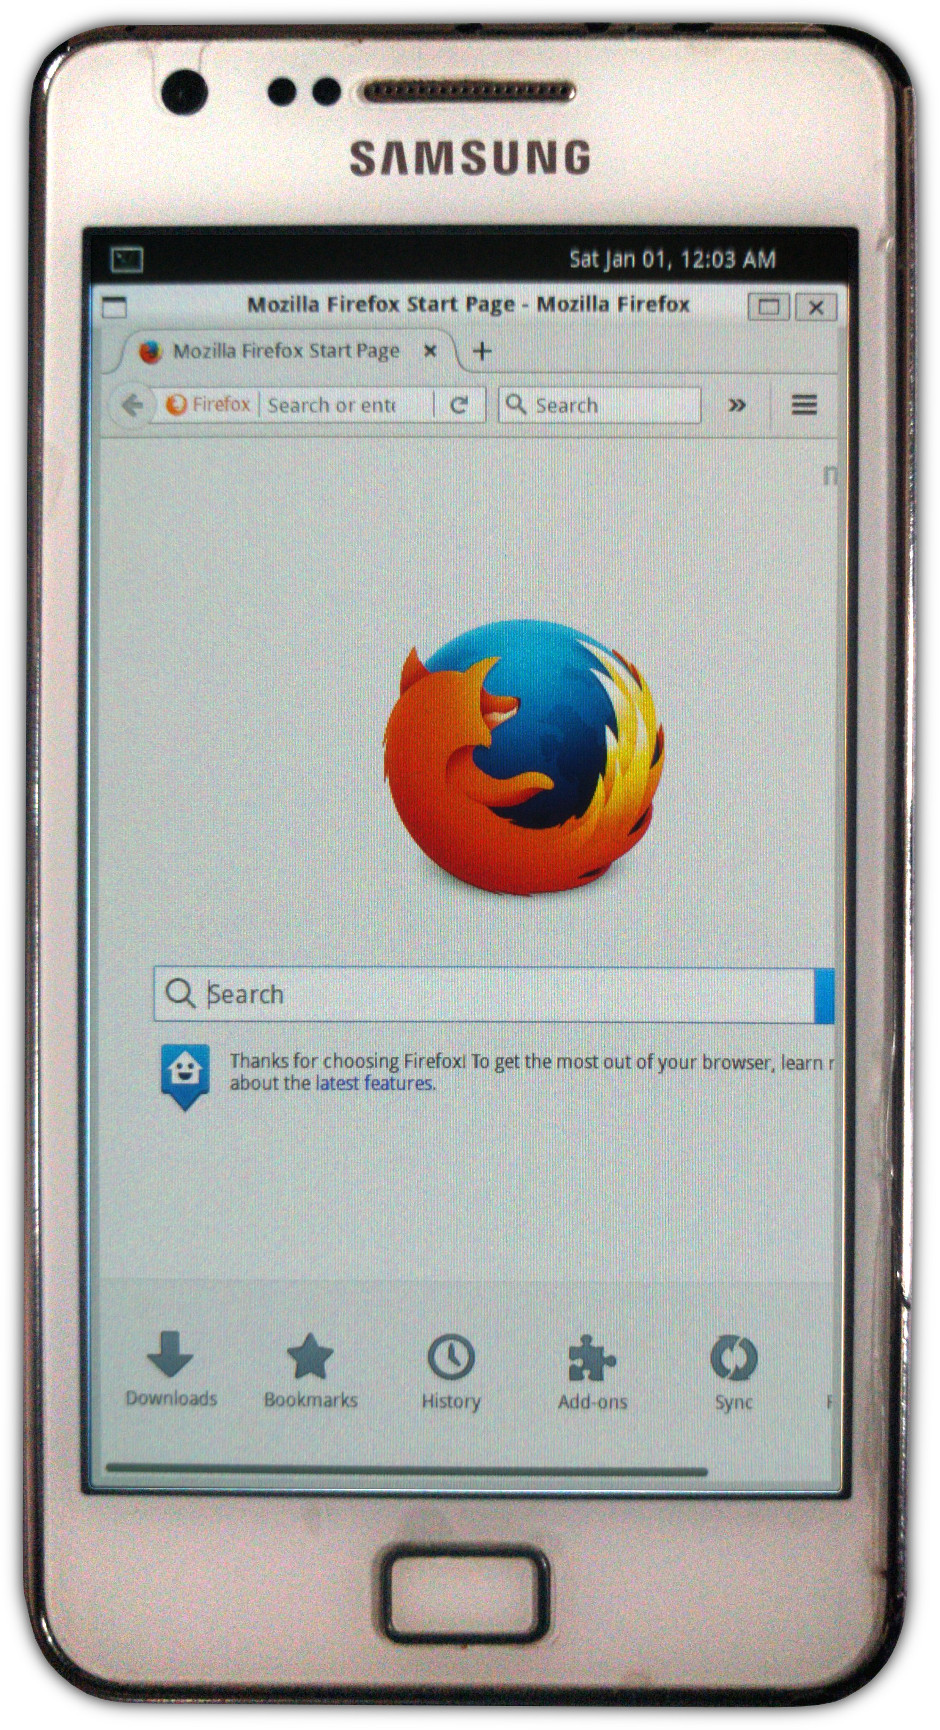 SAMSUNG
Sat Jan 01, 12:03 AM
Mozilla Firefox Start Page - Mozilla Firefox
Mozilla Firefox Start Page
Firefox Search or ente Search
Search
Thanks for choosing Firefox! To get the most out of your browser, learn
about the latest features.
Downloads Bookmarks History Add-ons Sync